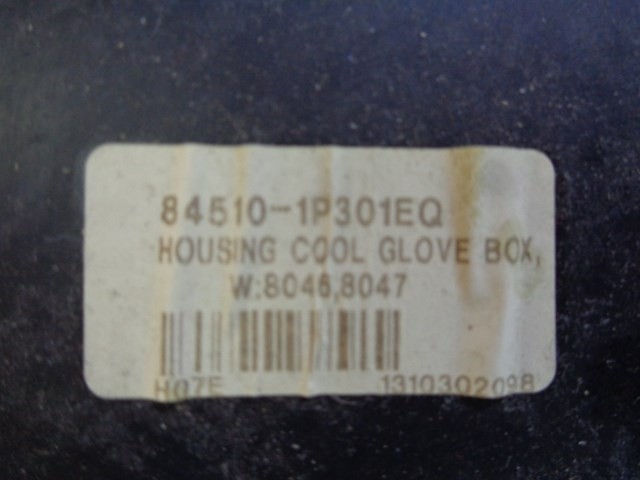 84510-1P301EQ
HOUSING COOL GLOVE BOX,
W:8046,8047
H07E 1310302098